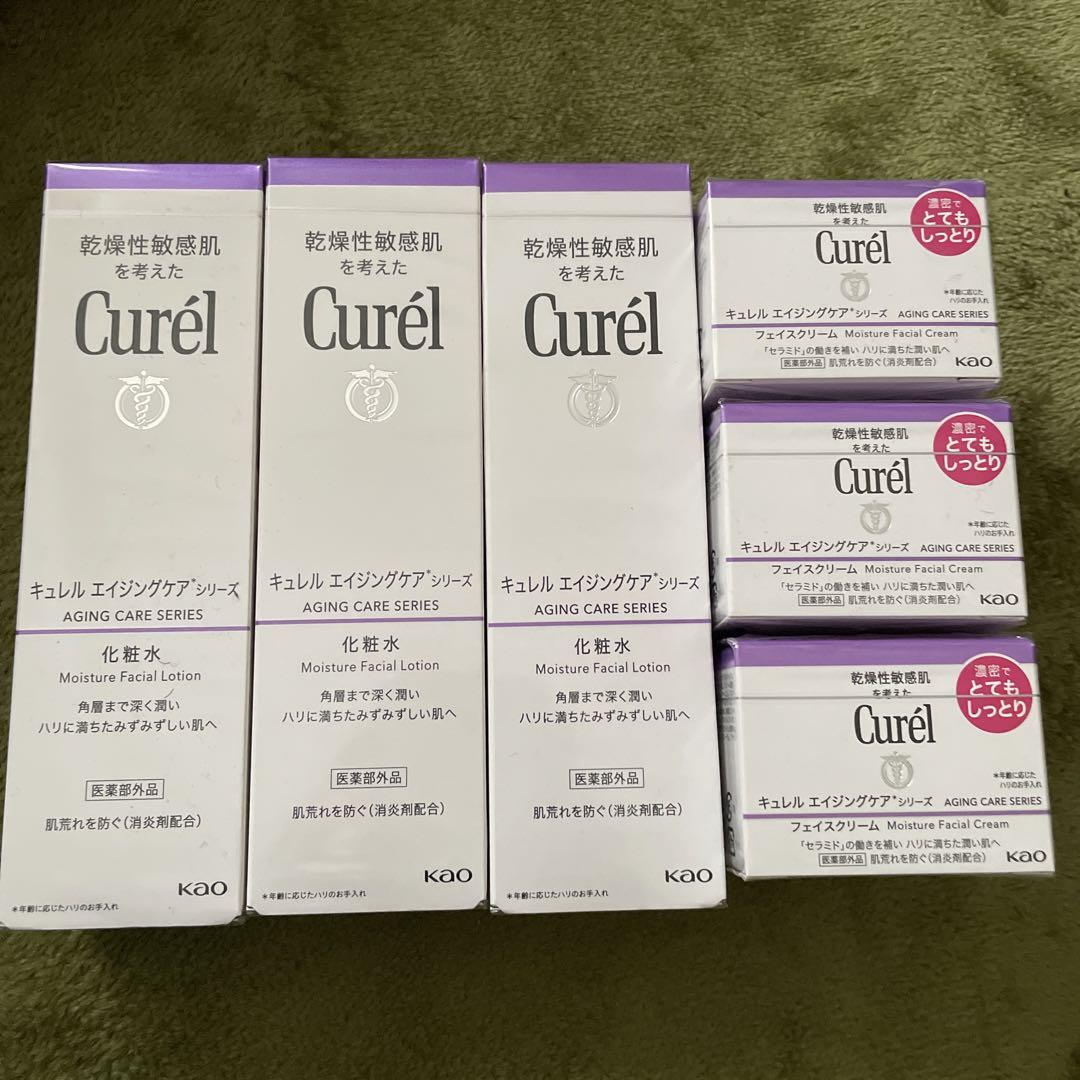 乾燥性敏感肌
を考えた
Curél
キュレル エイジングケア*シリーズ
AGING CARE SERIES
化粧水
Moisture Facial Lotion
角層まで深く潤い
ハリに満ちたみずみずしい肌へ
医薬部外品
肌荒れを防ぐ(消炎剤配合)
Kao
*年齢に応じたハリのお手入れ
乾燥性敏感肌
を考えた
Curél
キュレル エイジングケア*シリーズ
AGING CARE SERIES
化粧水
Moisture Facial Lotion
角層まで深く潤い
ハリに満ちたみずみずしい肌へ
医薬部外品
肌荒れを防ぐ(消炎剤配合)
Kao
*年齢に応じたハリのお手入れ
乾燥性敏感肌
を考えた
Curél
キュレル エイジングケア*シリーズ
AGING CARE SERIES
化粧水
Moisture Facial Lotion
角層まで深く潤い
ハリに満ちたみずみずしい肌へ
医薬部外品
肌荒れを防ぐ(消炎剤配合)
Kao
*年齢に応じたハリのお手入れ
乾燥性敏感肌
を考えた
Curél
濃密で
とても
しっとり
*年齢に応じた
ハリのお手入れ
キュレル エイジングケア*シリーズ AGING CARE SERIES
フェイスクリーム Moisture Facial Cream
「セラミド」の働きを補い ハリに満ちた潤い肌へ
医薬部外品 肌荒れを防ぐ(消炎剤配合)
Kao
乾燥性敏感肌
を考えた
Curél
濃密で
とても
しっとり
*年齢に応じた
ハリのお手入れ
キュレル エイジングケア*シリーズ AGING CARE SERIES
フェイスクリーム Moisture Facial Cream
「セラミド」の働きを補い ハリに満ちた潤い肌へ
医薬部外品 肌荒れを防ぐ(消炎剤配合)
Kao
乾燥性敏感肌
を考えた
Curél
濃密で
とても
しっとり
*年齢に応じた
ハリのお手入れ
キュレル エイジングケア*シリーズ AGING CARE SERIES
フェイスクリーム Moisture Facial Cream
「セラミド」の働きを補い ハリに満ちた潤い肌へ
医薬部外品 肌荒れを防ぐ(消炎剤配合)
Kao